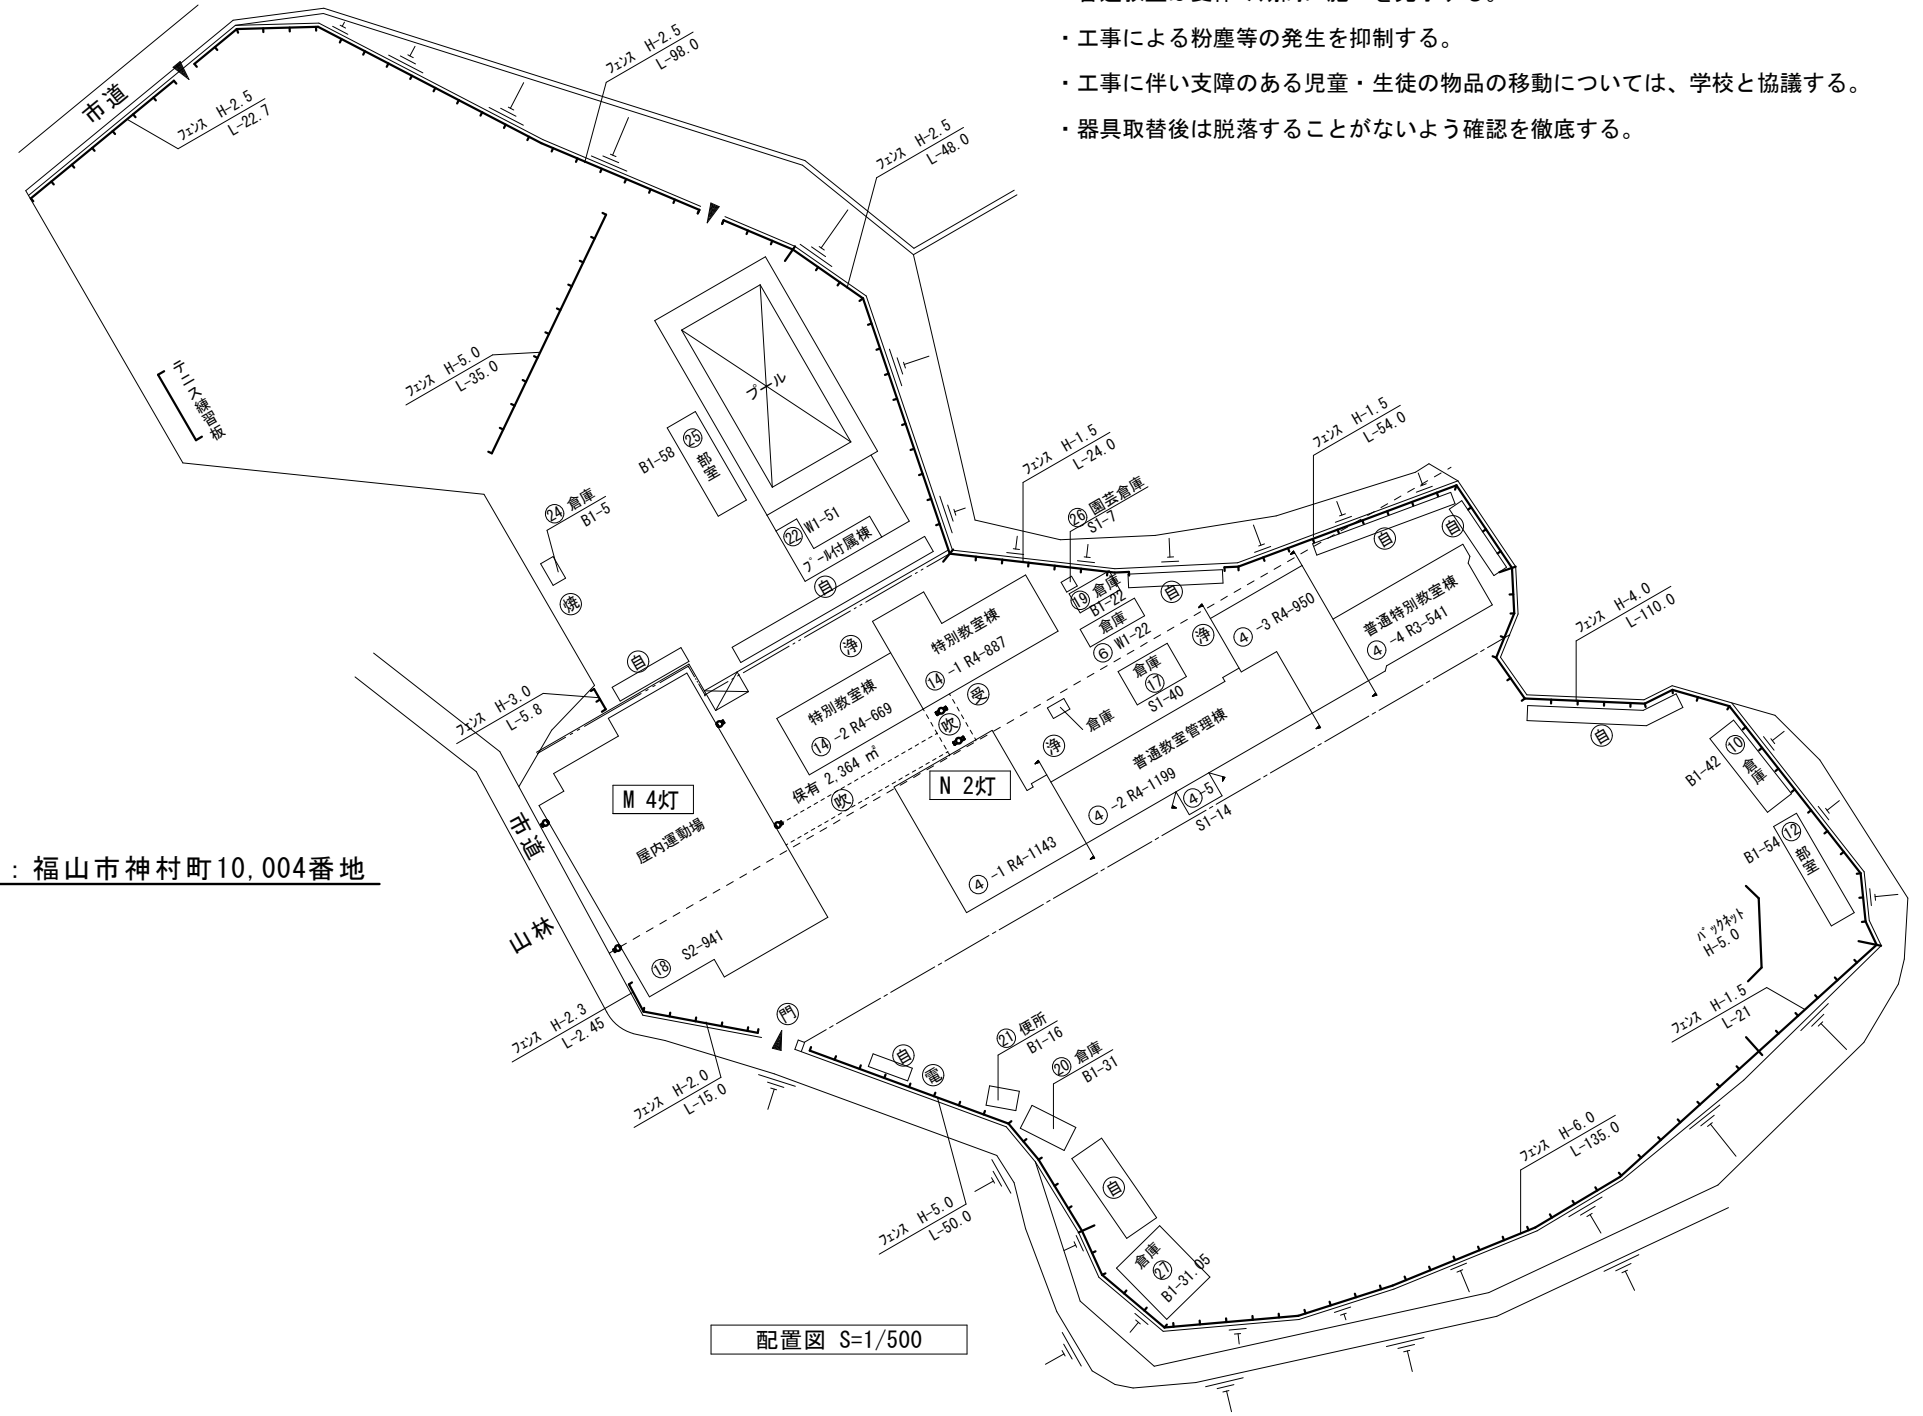 ・工事による粉塵等の発生を抑制する。
・工事に伴い支障のある児童・生徒の物品の移動については、学校と協議する。
・器具取替後は脱落することがないよう確認を徹底する。
市道
フェンス H-2.5
L-22.7
フェンス H-2.5
L-98.0
フェンス H-2.5
L-48.0
フェンス H-5.0
L-35.0
テニス練習板
プール
B1-58
㉕
部室
㉔ 倉庫
B1-5
㉒ W1-51
プール付属棟
フェンス H-1.5
L-24.0
フェンス H-1.5
L-54.0
㉖ 園芸倉庫
S1-7
⑲ 倉庫
B1-22
倉庫
⑥ W1-22
自
自
自
自
自
焼
浄
浄
浄
特別教室棟
⑭ -1 R4-887
特別教室棟
⑭ -2 R4-669
受
吹
吹
倉庫
⑰
S1-40
倉庫
④ -3 R4-950
普通特別教室棟
④ -4 R3-541
フェンス H-4.0
L-110.0
自
フェンス H-3.0
L-5.8
保有 2,364 ㎡
M 4灯
N 2灯
屋内運動場
普通教室管理棟
④ -2 R4-1199
④-5
S1-14
④ -1 R4-1143
⑩
倉庫
B1-42
⑫
部室
B1-54
バックネット
H-5.0
市道
：福山市神村町10,004番地
山林
⑱ S2-941
フェンス H-2.3
L-2.45
フェンス H-2.0
L-15.0
門
自
電
㉑ 便所
B1-16
⑳ 倉庫
B1-31
フェンス H-1.5
L-21
フェンス H-6.0
L-135.0
フェンス H-5.0
L-50.0
自
倉庫
㉗
B1-31.05
配置図 S=1/500